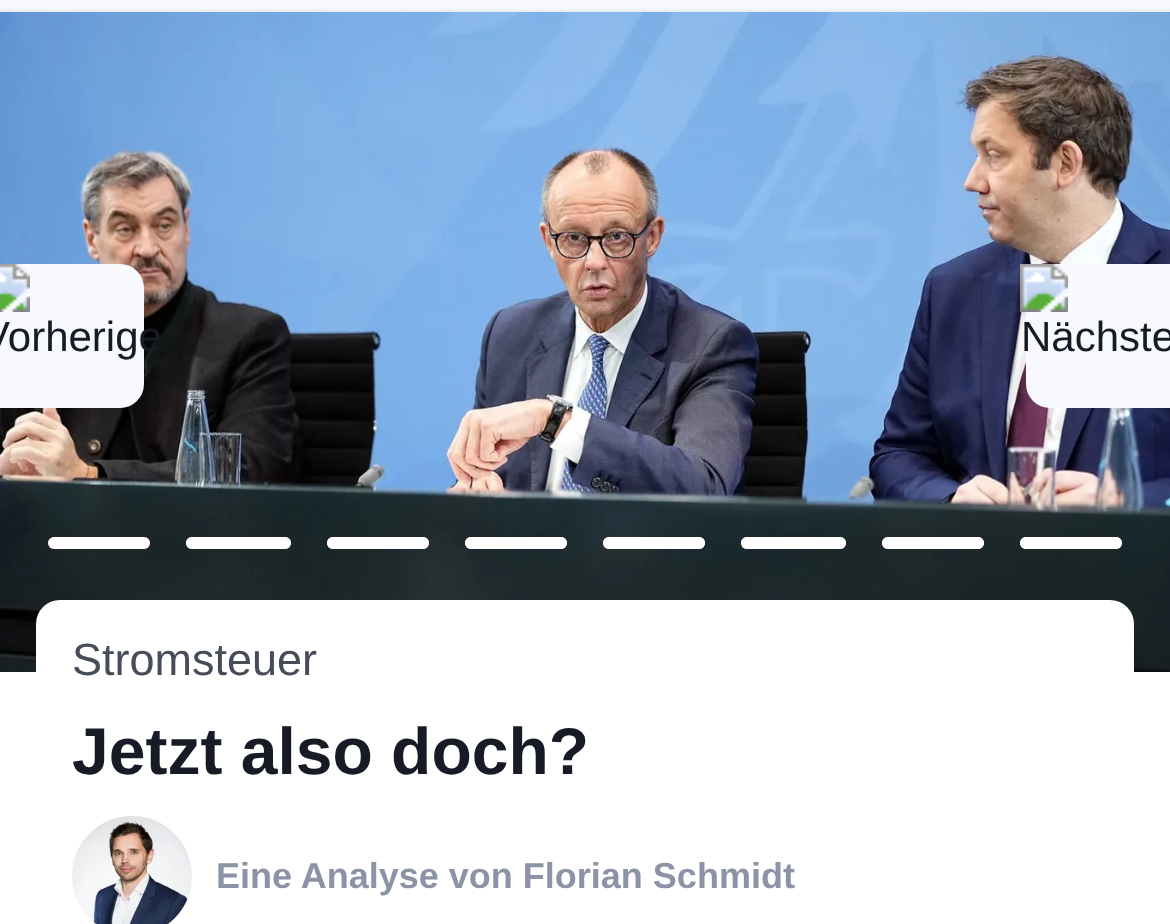 Vorherige
Nächste
Stromsteuer
Jetzt also doch?
Eine Analyse von Florian Schmidt